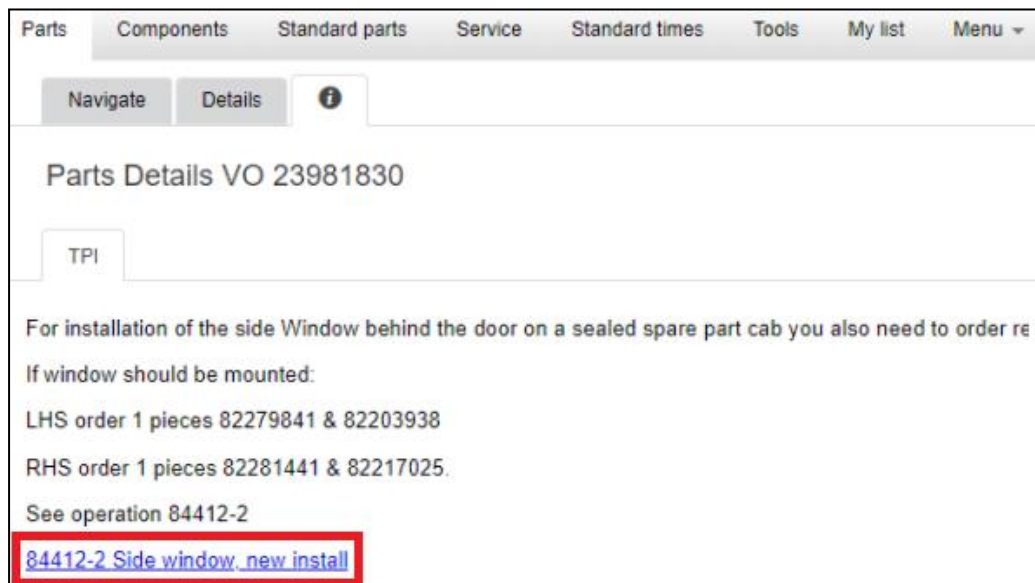 Parts Components Standard parts Service Standard times Tools My list Menu
Navigate Details
Parts Details VO 23981830
TPI
For installation of the side Window behind the door on a sealed spare part cab you also need to order re
If window should be mounted:
LHS order 1 pieces 82279841 & 82203938
RHS order 1 pieces 82281441 & 82217025.
See operation 84412-2
84412-2 Side window, new install